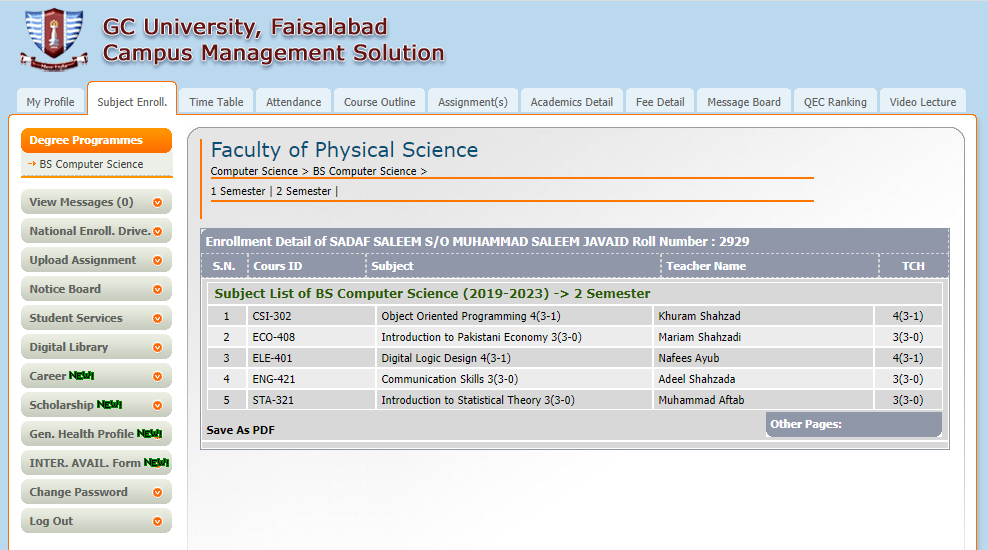 GC University, Faisalabad
Campus Management Solution
My Profile Subject Enroll. Time Table Attendance Course Outline Assignment(s) Academics Detail Fee Detail Message Board QEC Ranking Video Lecture
Degree Programmes
BS Computer Science
View Messages (0)
National Enroll. Drive.
Upload Assignment
Notice Board
Student Services
Digital Library
Career NEW!
Scholarship NEW!
Gen. Health Profile NEW!
INTER. AVAIL. Form NEW!
Change Password
Log Out
Faculty of Physical Science
Computer Science > BS Computer Science >
1 Semester | 2 Semester |
Enrollment Detail of SADAF SALEEM S/O MUHAMMAD SALEEM JAVAID Roll Number : 2929
S.N. Cours ID Subject Teacher Name TCH
Subject List of BS Computer Science (2019-2023) -> 2 Semester
1 CSI-302 Object Oriented Programming 4(3-1) Khuram Shahzad 4(3-1)
2 ECO-408 Introduction to Pakistani Economy 3(3-0) Mariam Shahzadi 3(3-0)
3 ELE-401 Digital Logic Design 4(3-1) Nafees Ayub 4(3-1)
4 ENG-421 Communication Skills 3(3-0) Adeel Shahzada 3(3-0)
5 STA-321 Introduction to Statistical Theory 3(3-0) Muhammad Aftab 3(3-0)
Save As PDF
Other Pages: